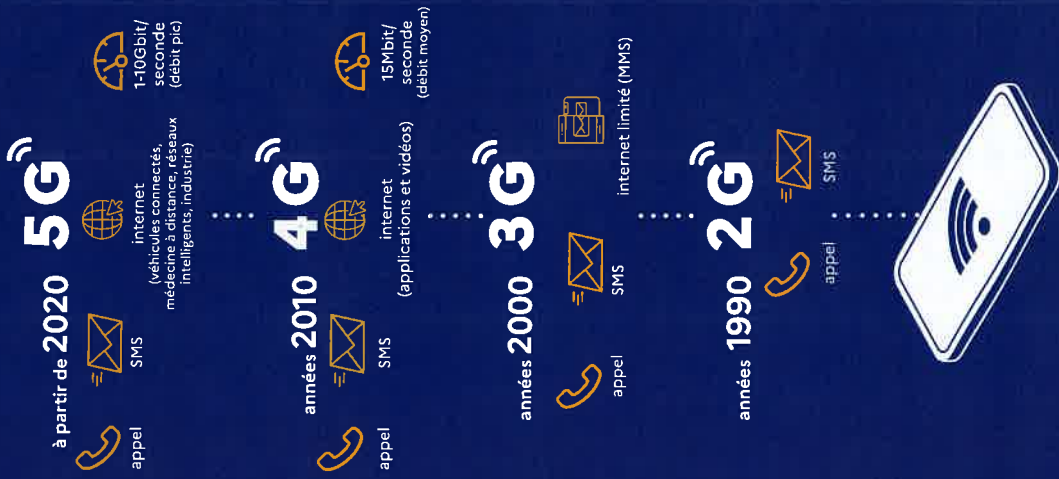 à partir de 2020 5G
appel
SMS
internet
(véhicules connectés,
médecine à distance, réseaux
intelligents, industrie)
1-10Gbit/
seconde
(débit pic)
années 2010 4G
appel
SMS
internet
(applications et vidéos)
15Mbit/
seconde
(débit moyen)
années 2000 3G
appel
SMS
internet limité (MMS)
années 1990 2G
appel
SMS